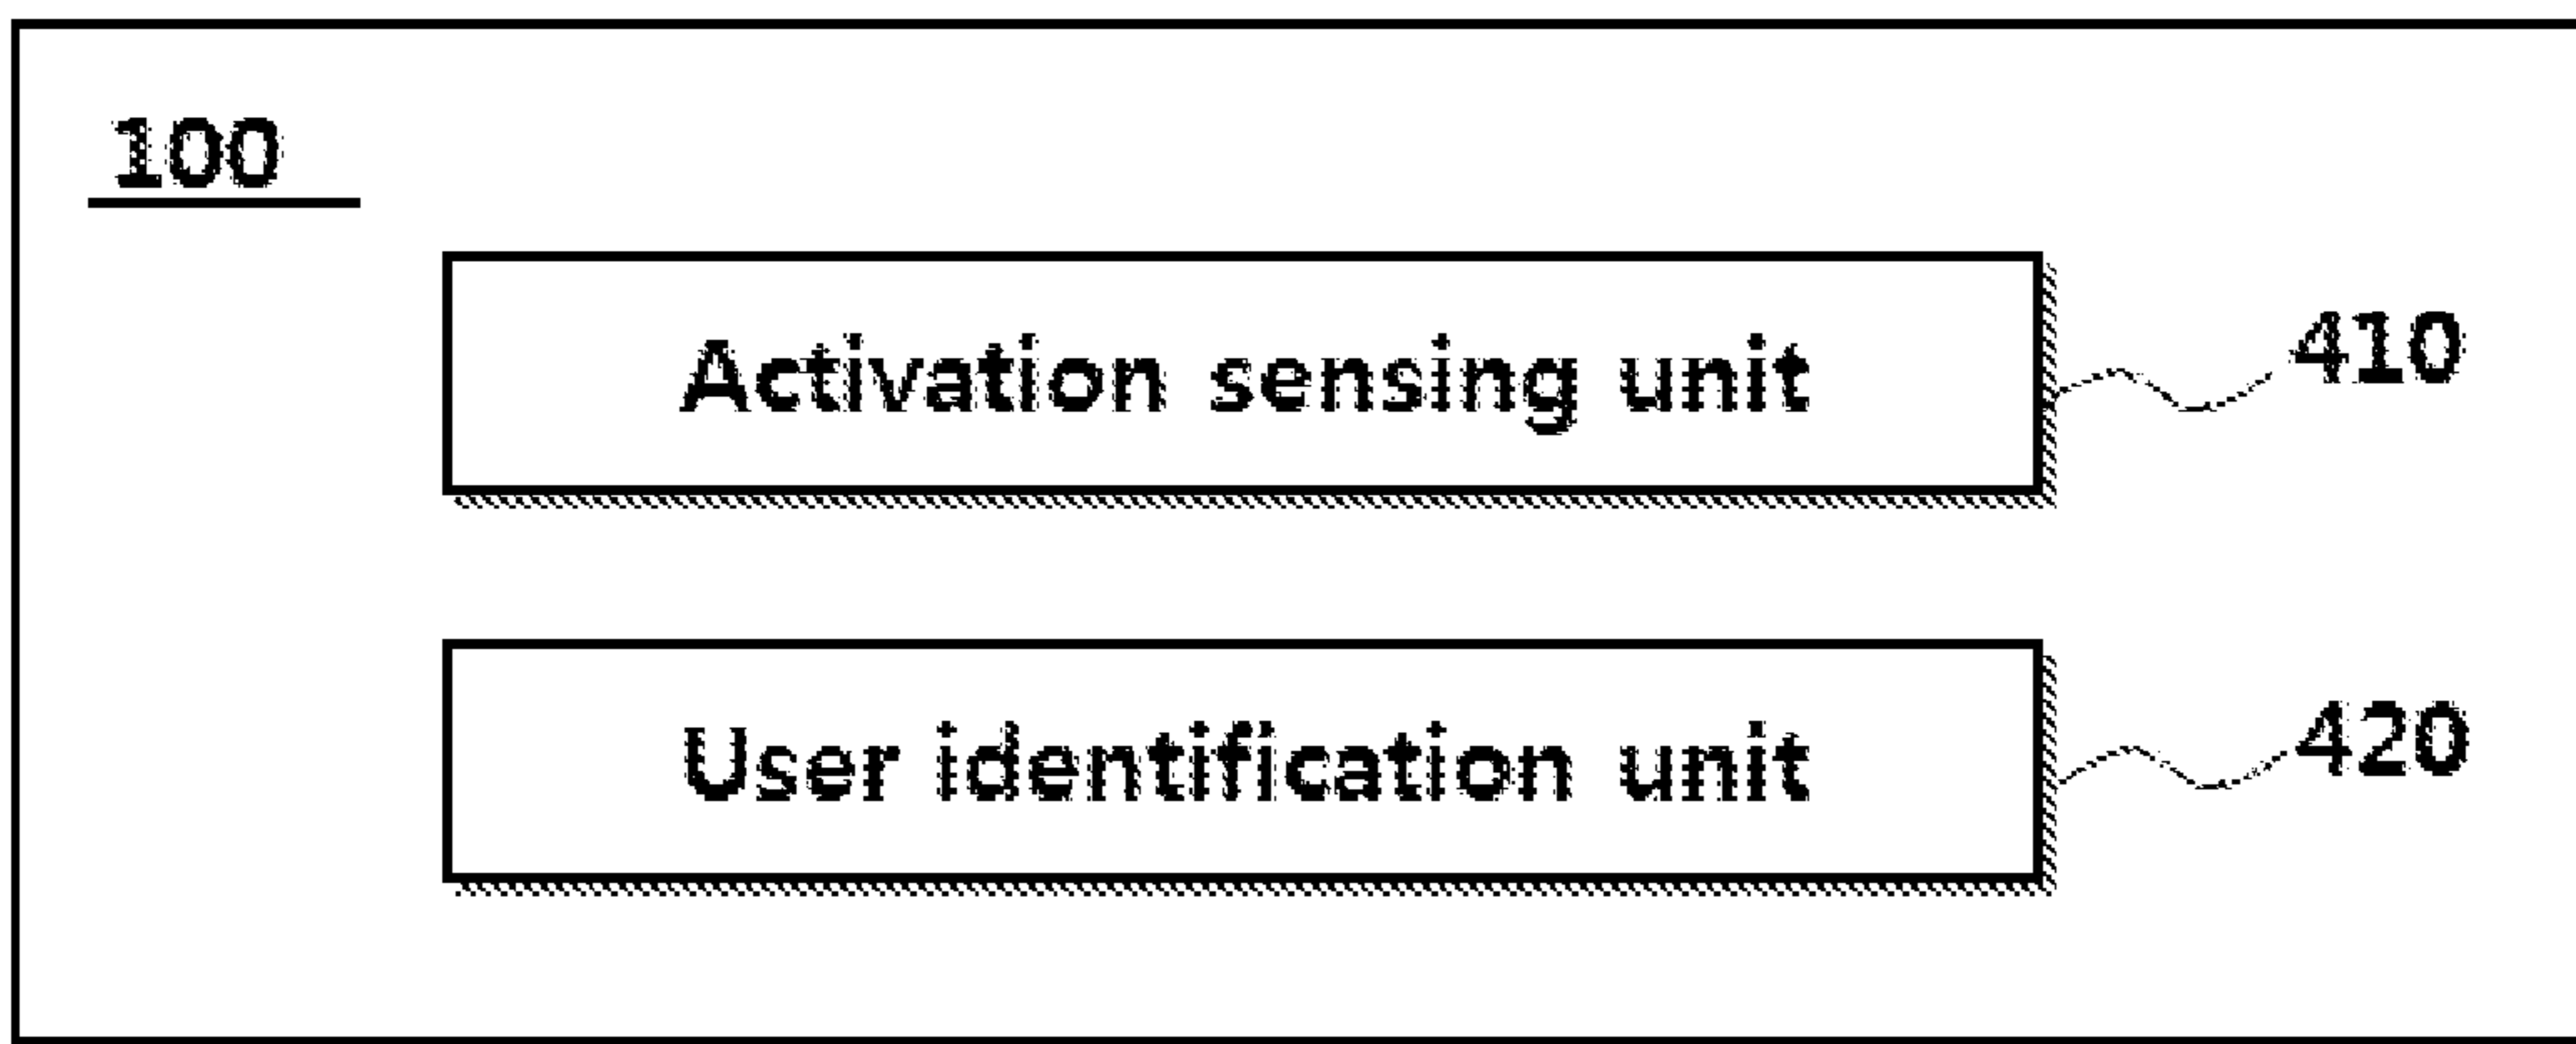 100
Activation sensing unit
410
User identification unit
420